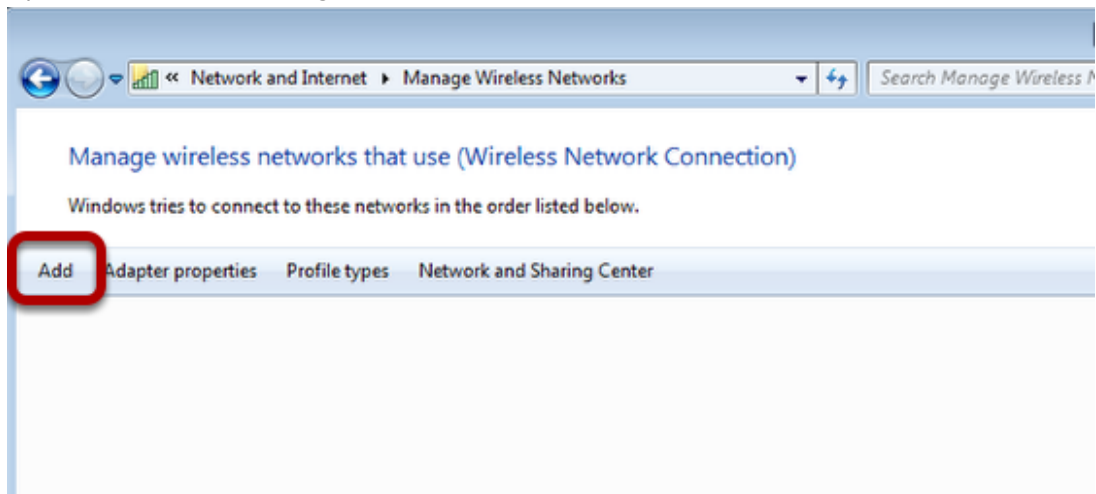 « Network and Internet ▸ Manage Wireless Networks
Search Manage Wireless
Manage wireless networks that use (Wireless Network Connection)
Windows tries to connect to these networks in the order listed below.
Add Adapter properties Profile types Network and Sharing Center